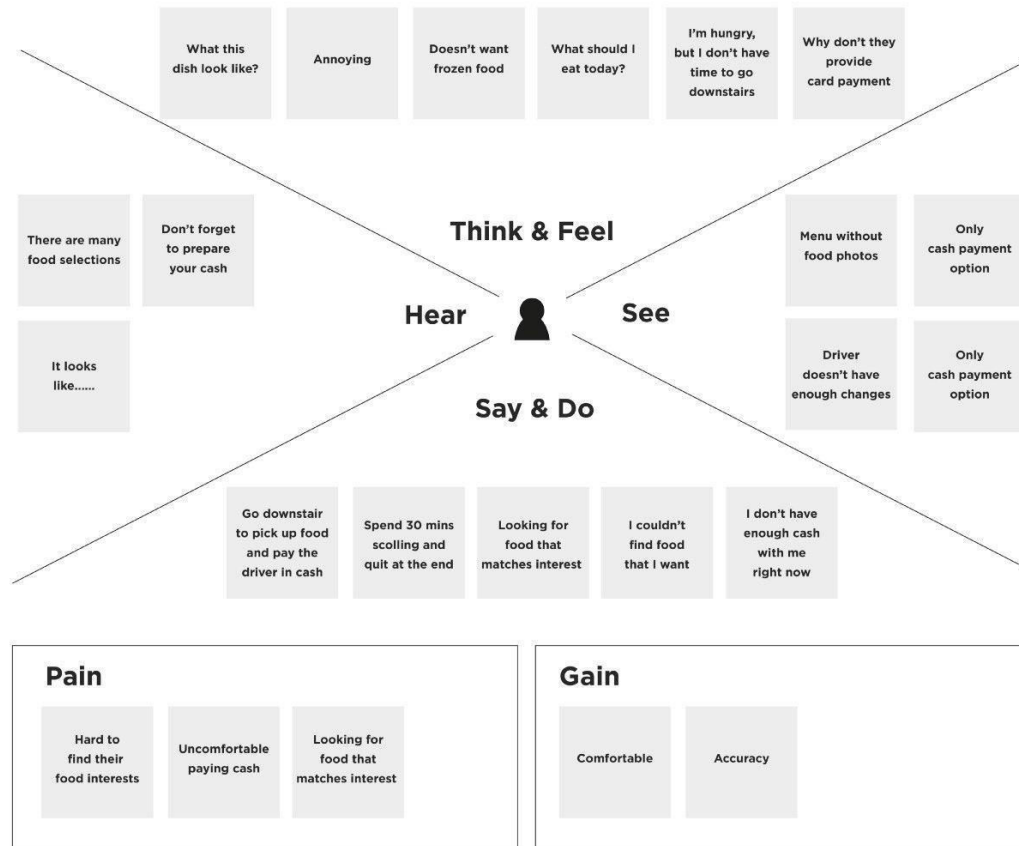 What this
dish look like?
Annoying
Doesn't want
frozen food
What should I
eat today?
I'm hungry,
but I don't have
time to go
downstairs
Why don't they
provide
card payment
Think & Feel
There are many
food selections
Don't forget
to prepare
your cash
It looks
like......
Hear
See
Menu without
food photos
Only
cash payment
option
Driver
doesn't have
enough changes
Only
cash payment
option
Say & Do
Go downstair
to pick up food
and pay the
driver in cash
Spend 30 mins
scolling and
quit at the end
Looking for
food that
matches interest
I couldn't
find food
that I want
I don't have
enough cash
with me
right now
Pain
Hard to
find their
food interests
Uncomfortable
paying cash
Looking for
food that
matches interest
Gain
Comfortable
Accuracy